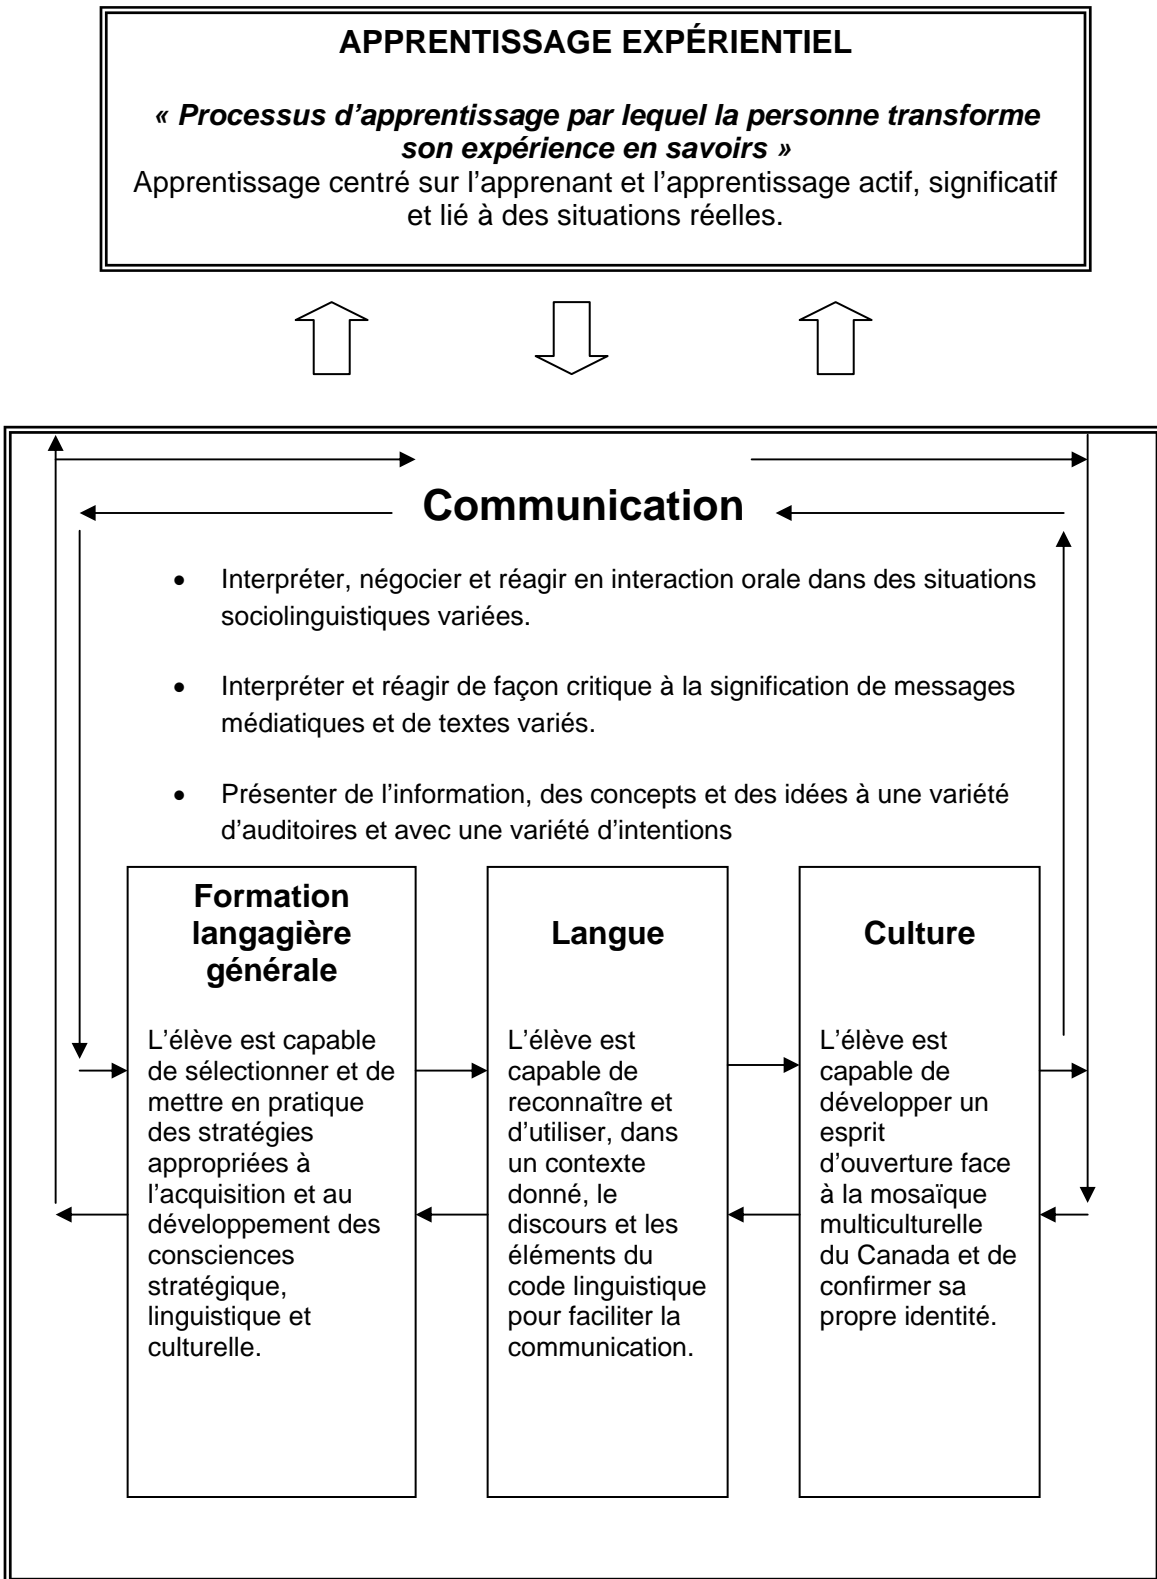 APPRENTISSAGE EXPÉRIENTIEL
« Processus d’apprentissage par lequel la personne transforme
son expérience en savoirs »
Apprentissage centré sur l’apprenant et l’apprentissage actif, significatif
et lié à des situations réelles.
Communication
• Interpréter, négocier et réagir en interaction orale dans des situations
sociolinguistiques variées.
• Interpréter et réagir de façon critique à la signification de messages
médiatiques et de textes variés.
• Présenter de l’information, des concepts et des idées à une variété
d’auditoires et avec une variété d’intentions
Formation
langagière
générale
L’élève est capable
de sélectionner et de
mettre en pratique
des stratégies
appropriées à
l’acquisition et au
développement des
consciences
stratégique,
linguistique et
culturelle.
Langue
L’élève est
capable de
reconnaître et
d’utiliser, dans
un contexte
donné, le
discours et les
éléments du
code linguistique
pour faciliter la
communication.
Culture
L’élève est
capable de
développer un
esprit
d’ouverture face
à la mosaïque
multiculturelle
du Canada et de
confirmer sa
propre identité.